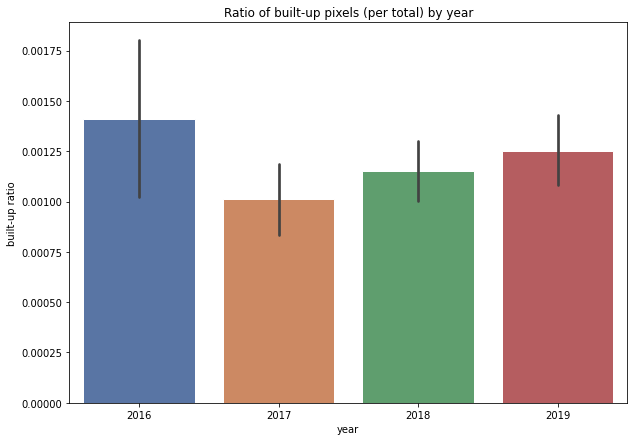 Ratio of built-up pixels (per total) by year
0.00175
0.00150
0.00125
0.00100
0.00075
0.00050
0.00025
0.00000
built-up ratio
2016 2017 2018 2019
year